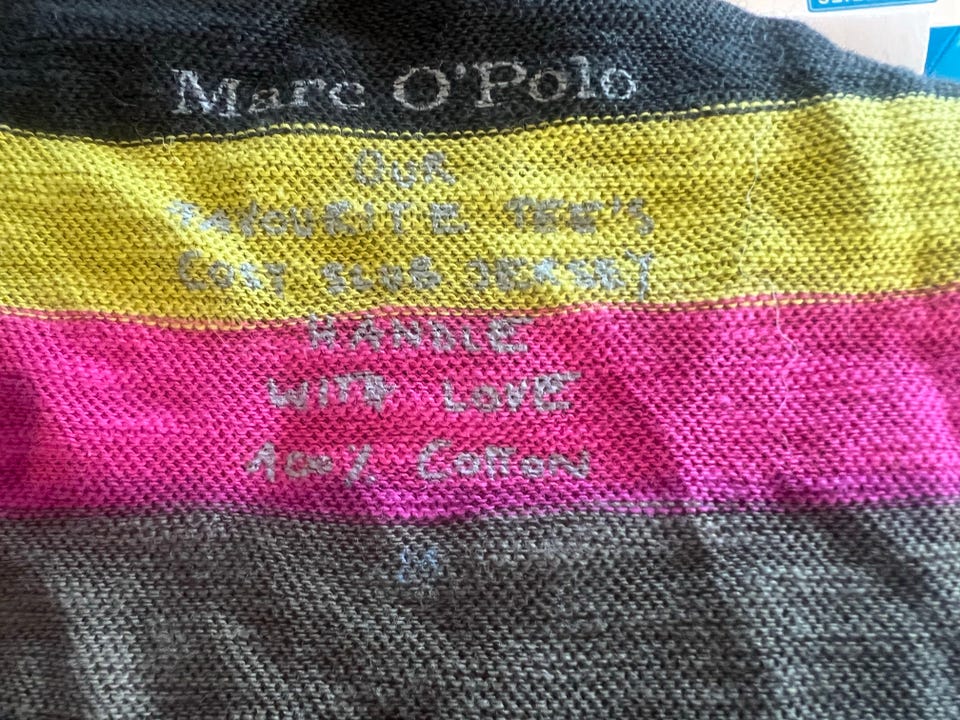 Marc O'Polo
OUR
FAVOURITE TEE'S
COSY SLUB JERSEY
HANDLE
WITH LOVE
100% COTTON
M